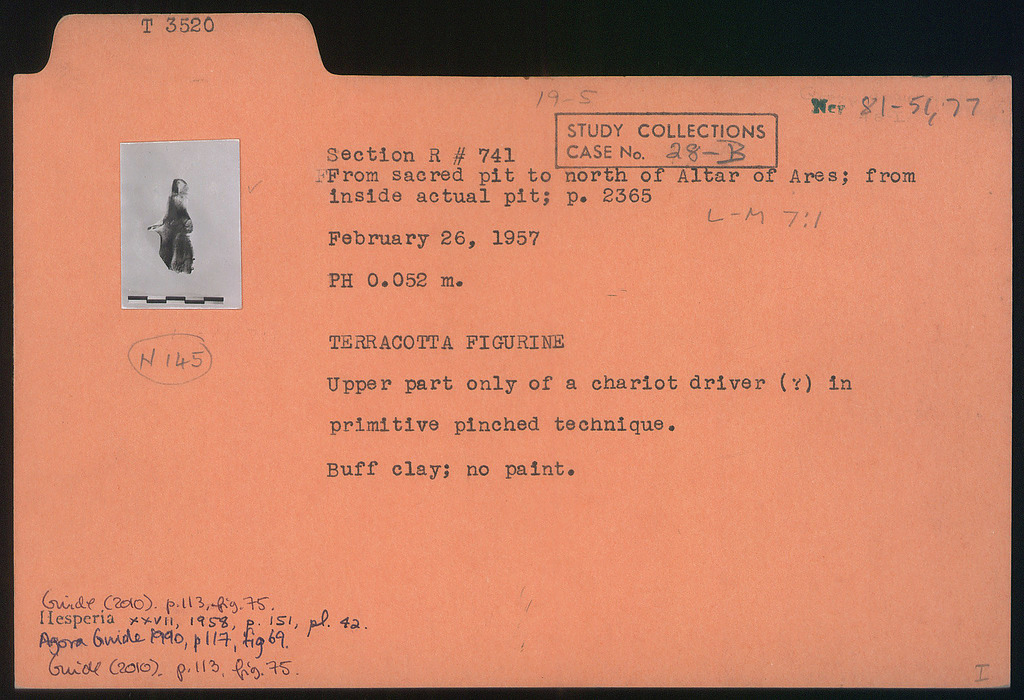 T 3520
19-5
Neg 81-51, 77
STUDY COLLECTIONS
CASE No. 28-B
Section R # 741
From sacred pit to north of Altar of Ares; from
inside actual pit; p. 2365
L-M 7:1
February 26, 1957
PH 0.052 m.
N 145
TERRACOTTA FIGURINE
Upper part only of a chariot driver (?) in
primitive pinched technique.
Buff clay; no paint.
Guide (2010). p.113, fig. 75.
Hesperia xxvii, 1958, p. 151, pl. 42.
Agora Guide 1990, p117, fig 69.
Guide (2010). p.113, fig. 75.
I